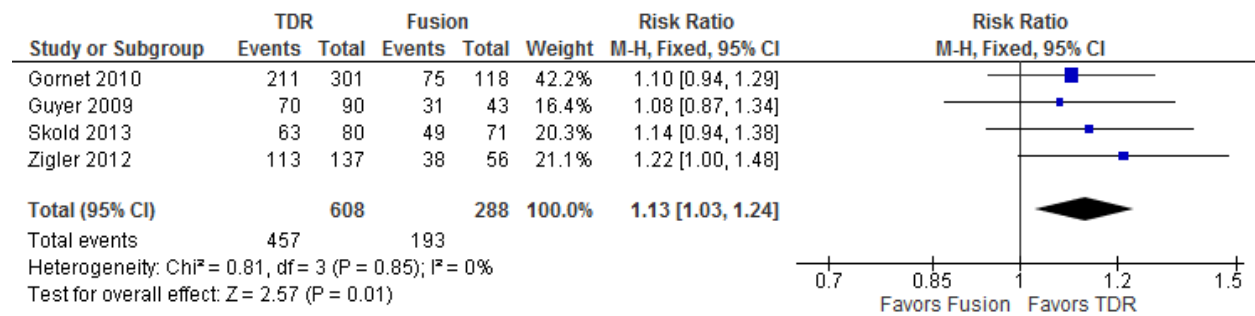 TDR Fusion Risk Ratio Risk Ratio
Study or Subgroup Events Total Events Total Weight M-H, Fixed, 95% CI M-H, Fixed, 95% CI
Gornet 2010 211 301 75 118 42.2% 1.10 [0.94, 1.29]
Guyer 2009 70 90 31 43 16.4% 1.08 [0.87, 1.34]
Skold 2013 63 80 49 71 20.3% 1.14 [0.94, 1.38]
Zigler 2012 113 137 38 56 21.1% 1.22 [1.00, 1.48]
Total (95% CI) 608 288 100.0% 1.13 [1.03, 1.24]
Total events 457 193
Heterogeneity: Chi² = 0.81, df = 3 (P = 0.85); I² = 0%
Test for overall effect: Z = 2.57 (P = 0.01)
0.7 0.85 1 1.2 1.5
Favors Fusion Favors TDR